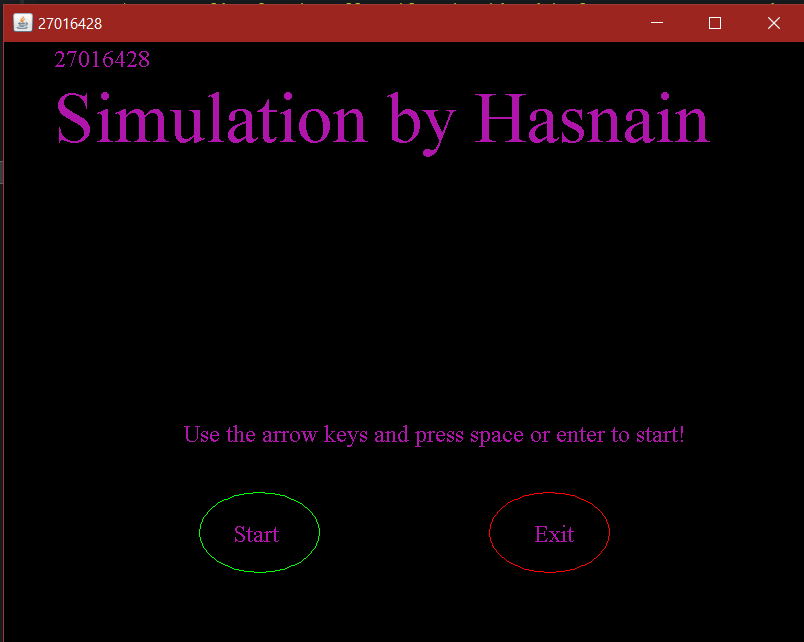 27016428
27016428
Simulation by Hasnain
Use the arrow keys and press space or enter to start!
Start
Exit